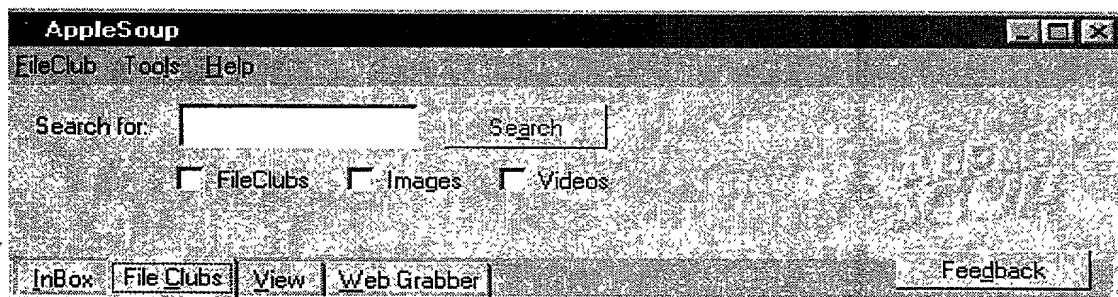 AppleSoup
FileClub Tools Help
Search for: Search
FileClubs Images Videos
InBox File Clubs View Web Grabber Feedback